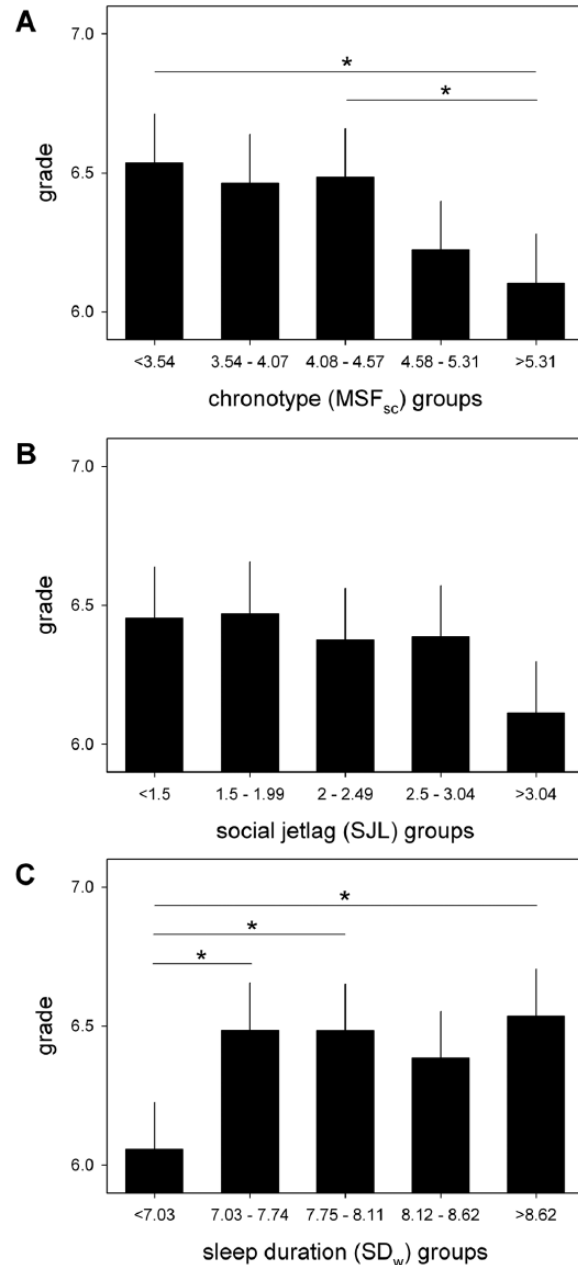 A
7.0
*
*
6.5
grade
6.0
<3.54 3.54 - 4.07 4.08 - 4.57 4.58 - 5.31 >5.31
chronotype (MSFsc) groups
B
7.0
6.5
grade
6.0
<1.5 1.5 - 1.99 2 - 2.49 2.5 - 3.04 >3.04
social jetlag (SJL) groups
C
7.0
*
*
*
6.5
grade
6.0
<7.03 7.03 - 7.74 7.75 - 8.11 8.12 - 8.62 >8.62
sleep duration (SDw) groups